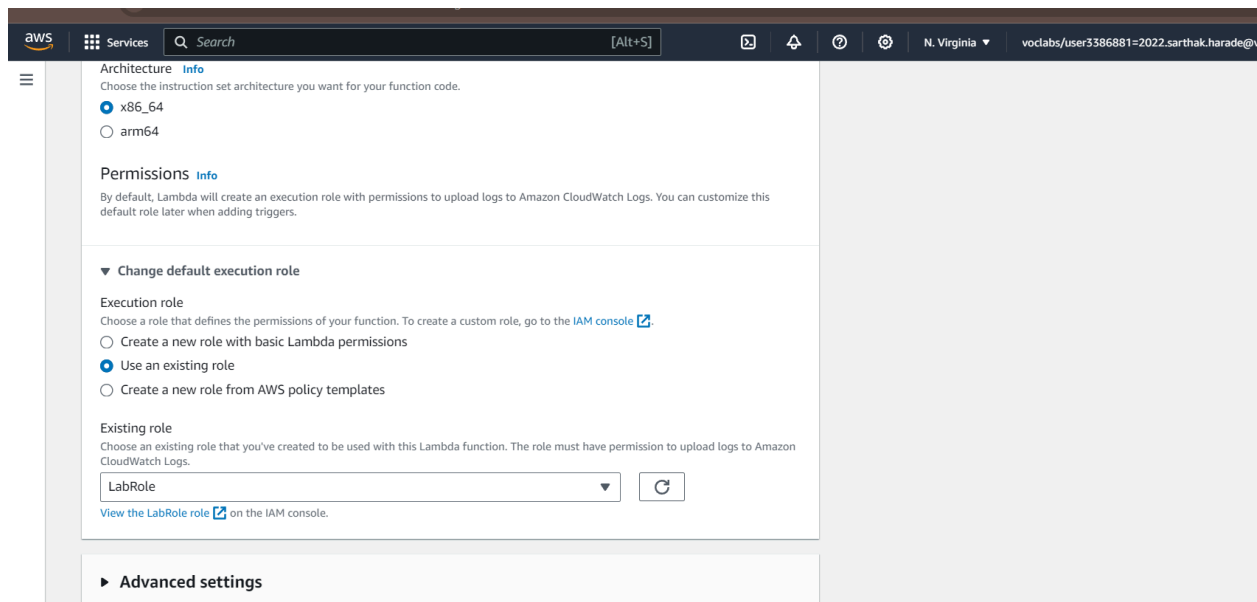 aws Services Search [Alt+S] N. Virginia voclabs/user3386881=2022.sarthak.harade@v
Architecture Info
Choose the instruction set architecture you want for your function code.
x86_64
arm64
Permissions Info
By default, Lambda will create an execution role with permissions to upload logs to Amazon CloudWatch Logs. You can customize this
default role later when adding triggers.
Change default execution role
Execution role
Choose a role that defines the permissions of your function. To create a custom role, go to the IAM console.
Create a new role with basic Lambda permissions
Use an existing role
Create a new role from AWS policy templates
Existing role
Choose an existing role that you've created to be used with this Lambda function. The role must have permission to upload logs to Amazon
CloudWatch Logs.
LabRole
View the LabRole role on the IAM console.
Advanced settings